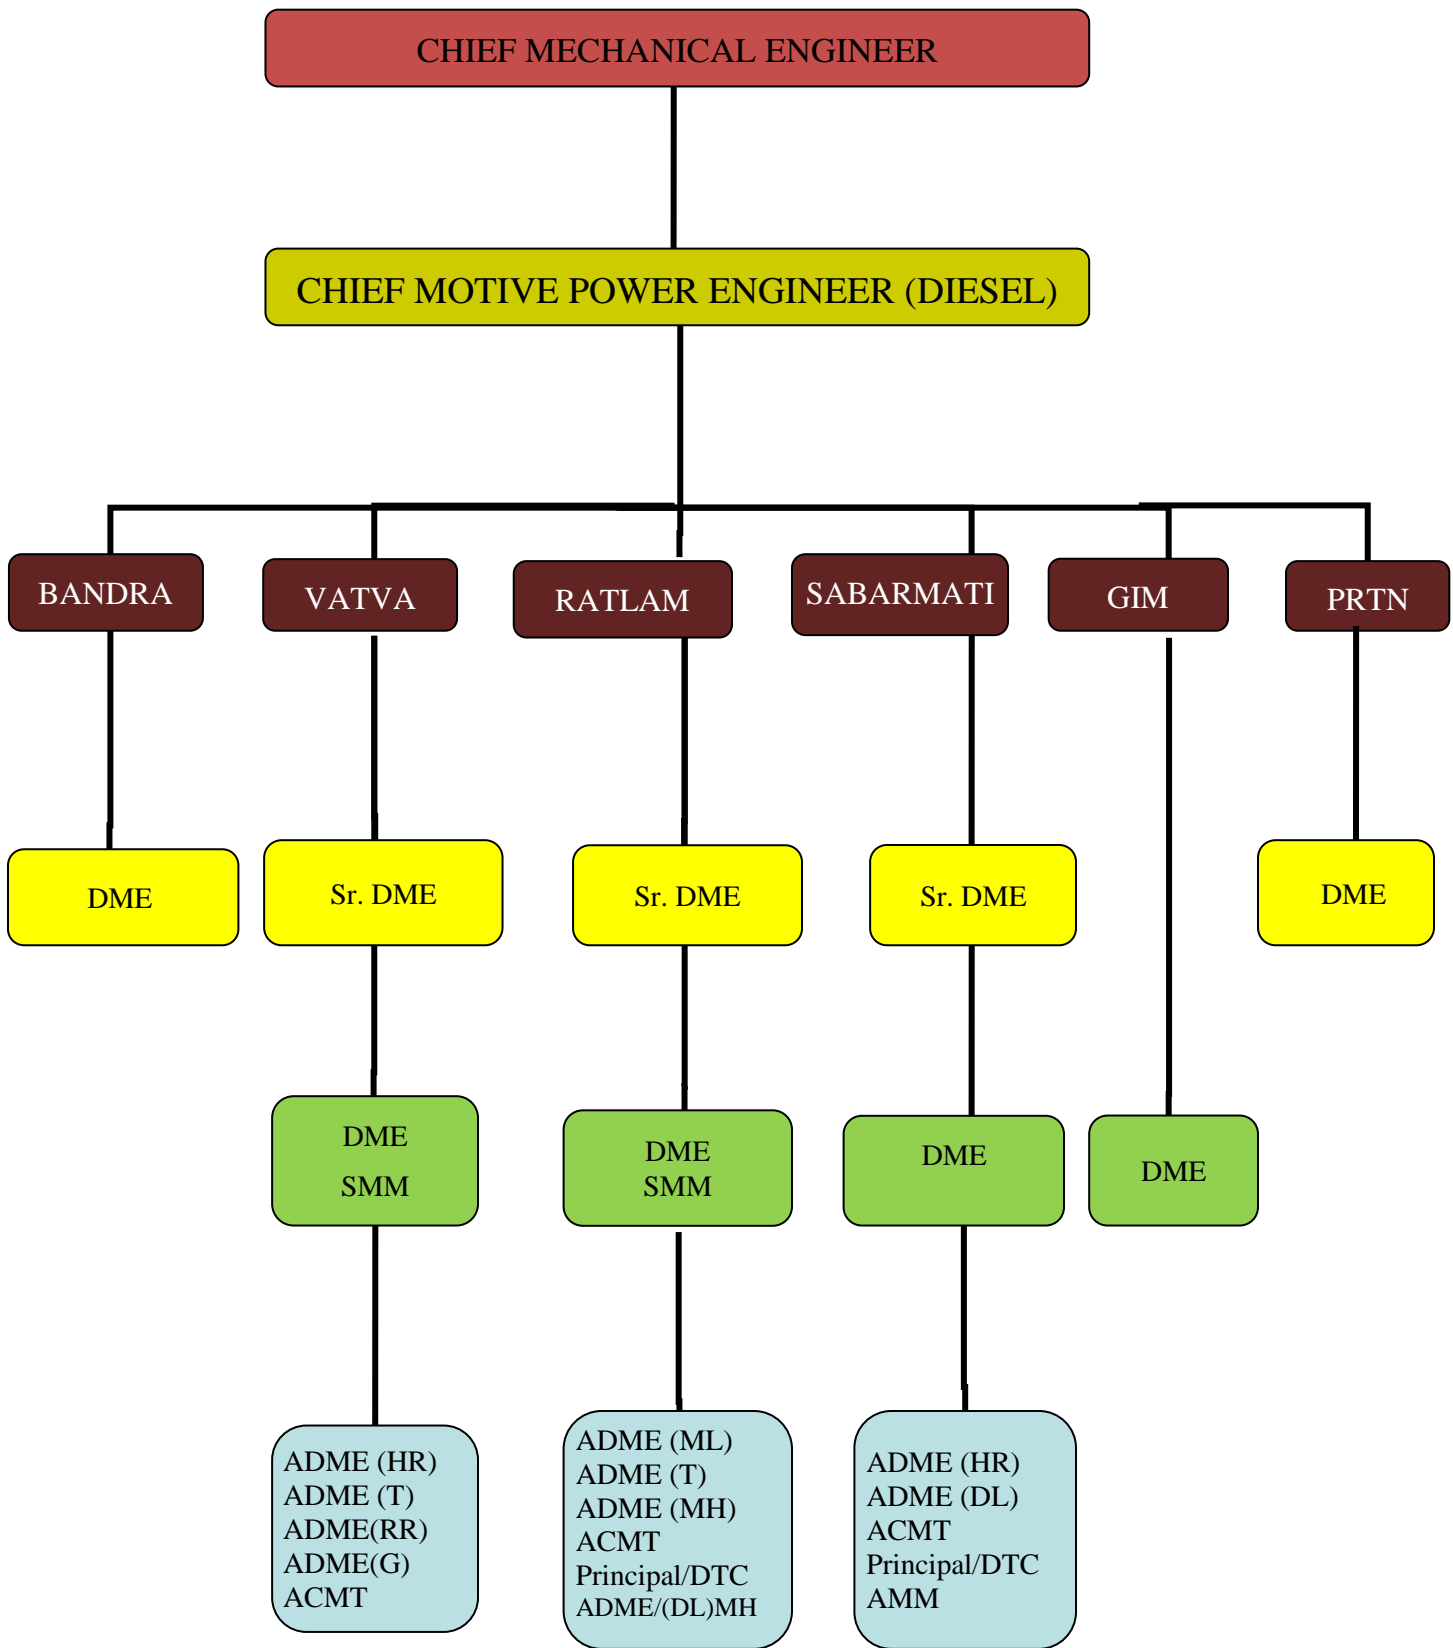 CHIEF MECHANICAL ENGINEER
CHIEF MOTIVE POWER ENGINEER (DIESEL)
BANDRA
VATVA
RATLAM
SABARMATI
GIM
PRTN
DME
Sr. DME
Sr. DME
Sr. DME
DME
DME
SMM
DME
SMM
DME
DME
ADME (HR)
ADME (T)
ADME(RR)
ADME(G)
ACMT
ADME (ML)
ADME (T)
ADME (MH)
ACMT
Principal/DTC
ADME/(DL)MH
ADME (HR)
ADME (DL)
ACMT
Principal/DTC
AMM